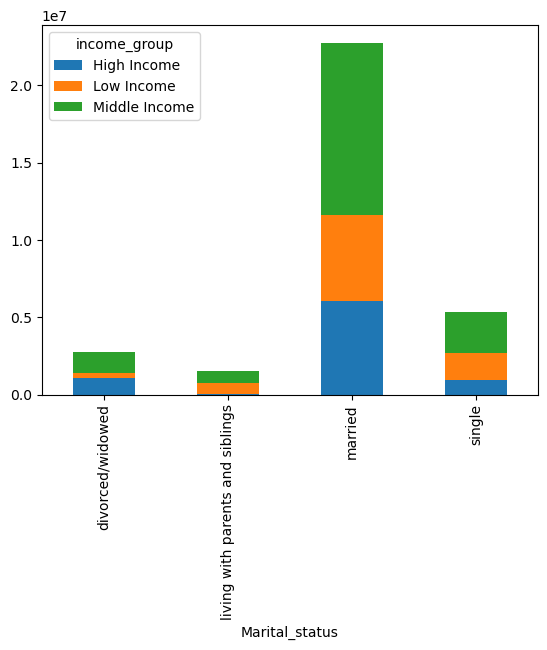 1e7
income_group
High Income
Low Income
Middle Income
2.0
1.5
1.0
0.5
0.0
divorced/widowed
living with parents and siblings
married
single
Marital_status